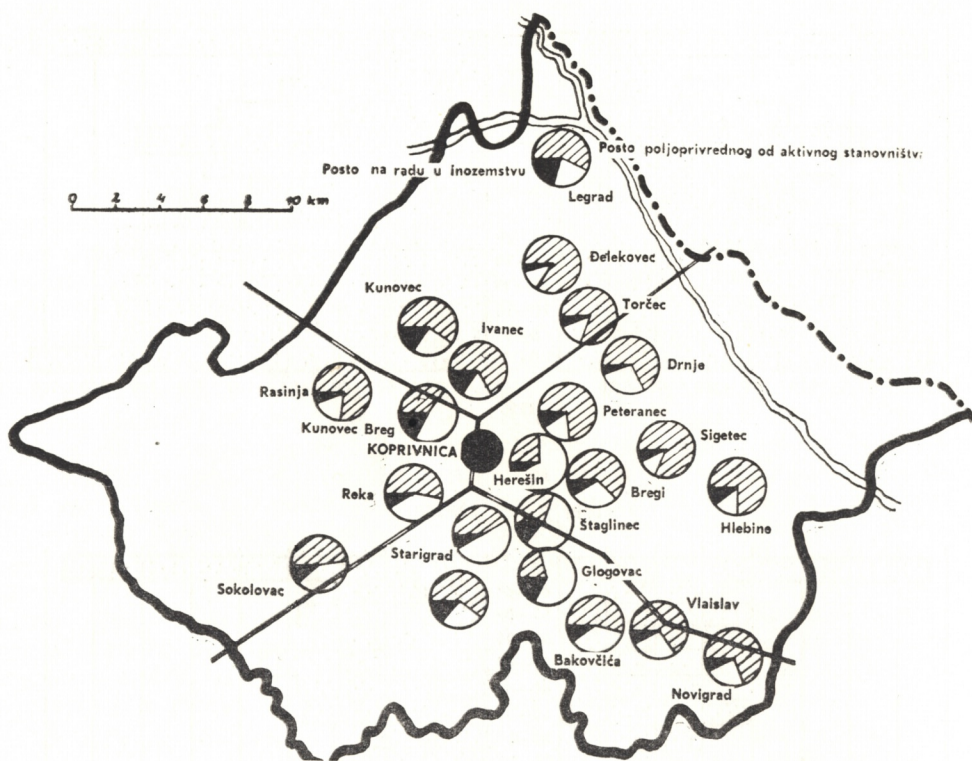 Posto poljoprivrednog od aktivnog stanovništv
Posto na radu u inozemstvu
Legrad
0 2 4 6 8 10 km
Đelekovec
Kunovec
Torčec
Ivanec
Drnje
Rasinja
Peteranec
Kunovec Breg
Sigetec
KOPRIVNICA
Herešin
Reka
Bregi
Hlebine
Štaglinec
Starigrad
Glogovac
Sokolovac
Vlaislav
Bakovčića
Novigrad